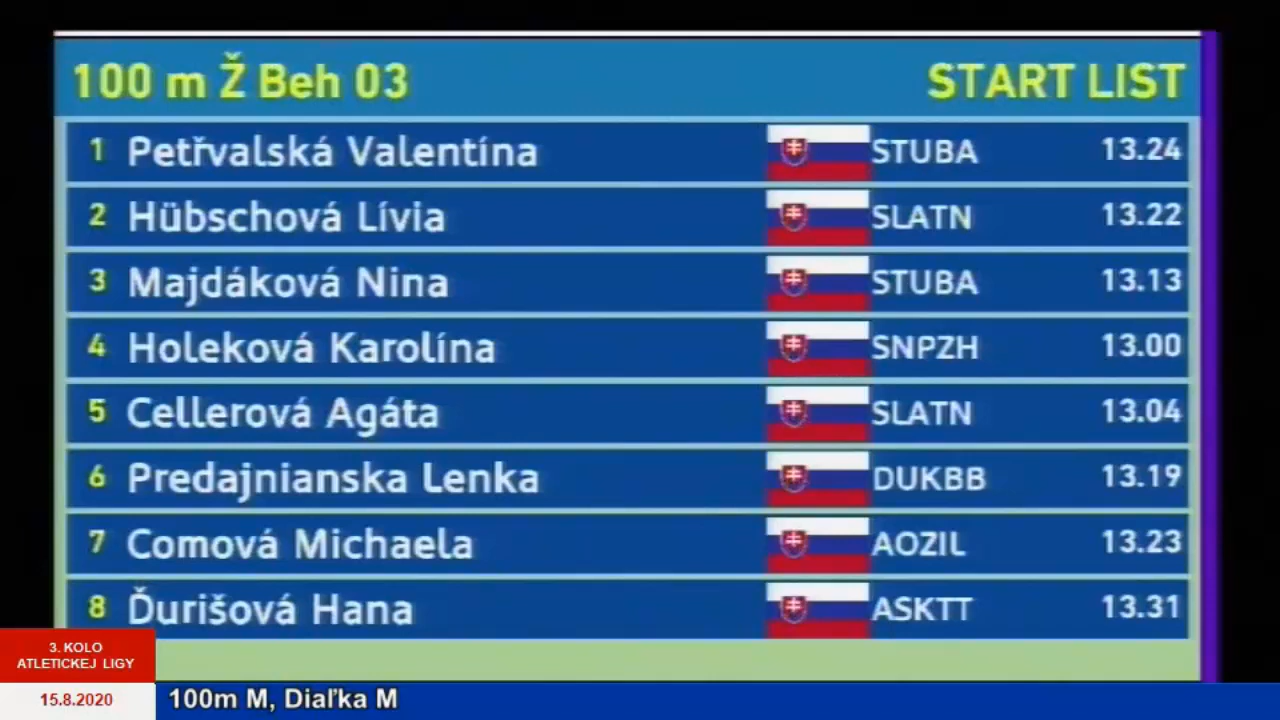 100 m Ž Beh 03 START LIST
1 Petřvalská Valentína STUBA 13.24
2 Hübschová Lívia SLATN 13.22
3 Majdáková Nina STUBA 13.13
4 Holeková Karolína SNPZH 13.00
5 Cellerová Agáta SLATN 13.04
6 Predajnianska Lenka DUKBB 13.19
7 Comová Michaela AOZIL 13.23
8 Ďurišová Hana ASKTT 13.31
3. KOLO
ATLETICKEJ LIGY
15.8.2020 100m M, Diaľka M